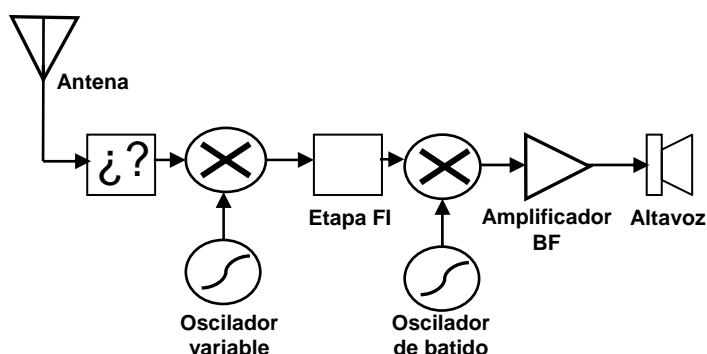 Antena
¿?
Etapa FI
Amplificador
BF
Altavoz
Oscilador
variable
Oscilador
de batido